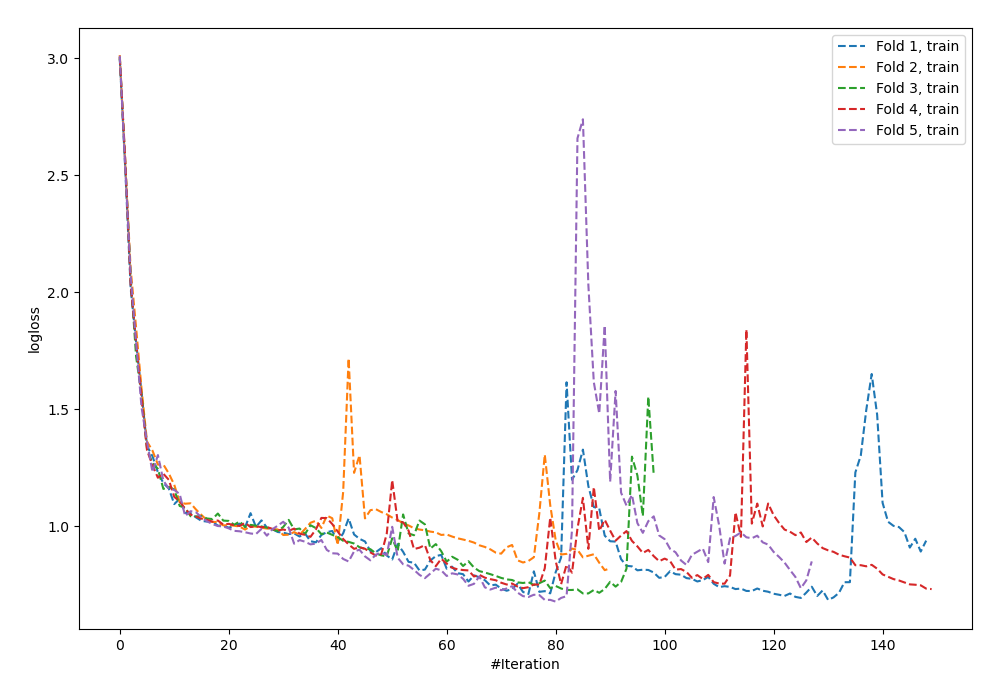 Fold 1, train
Fold 2, train
Fold 3, train
Fold 4, train
Fold 5, train
3.0
2.5
2.0
1.5
1.0
logloss
0 20 40 60 80 100 120 140
#Iteration